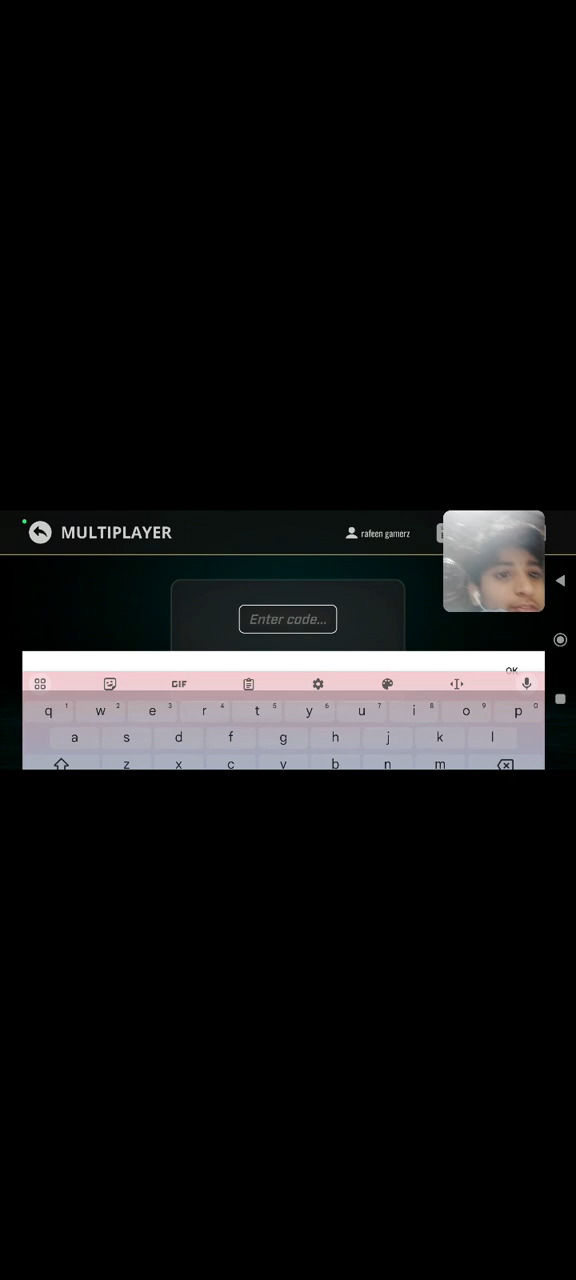 MULTIPLAYER
rafeen gamerz
Enter code...
OK
GIF
q 1 w 2 e 3 r 4 t 5 y 6 u 7 i 8 o 9 p 0
a s d f g h j k l
z x c v b n m